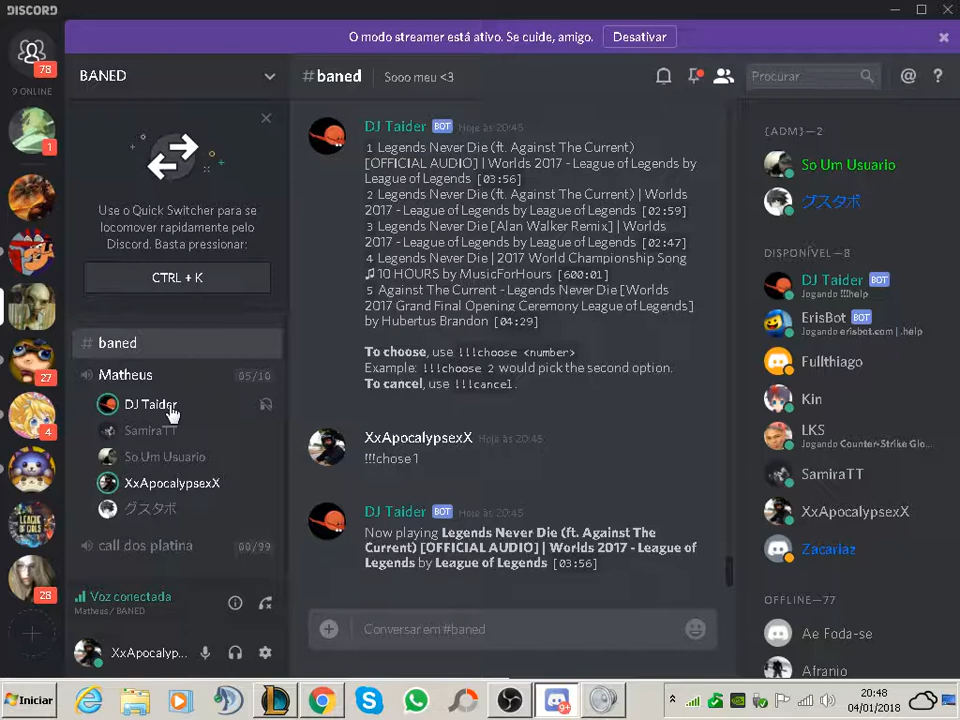 DISCORD
O modo streamer está ativo. Se cuide, amigo.
Desativar
78
9 ONLINE
1
27
4
28
BANED
Use o Quick Switcher para se
locomover rapidamente pelo
Discord. Basta pressionar:
CTRL + K
# baned
Matheus
05/10
DJ Taider
SamiraTT
So Um Usuario
XxApocalypsexX
グスタボ
call dos platina
00/99
Voz conectada
Matheus / BANED
XxApocalyp...
# baned
Sooo meu <3
Procurar
DJ Taider BOT Hoje às 20:45
1 Legends Never Die (ft. Against The Current)
[OFFICIAL AUDIO] | Worlds 2017 - League of Legends by
League of Legends [03:56]
2 Legends Never Die (ft. Against The Current) | Worlds
2017 - League of Legends by League of Legends [02:59]
3 Legends Never Die [Alan Walker Remix] | Worlds
2017 - League of Legends by League of Legends [02:47]
4 Legends Never Die | 2017 World Championship Song
♫ 10 HOURS by MusicForHours [600:01]
5 Against The Current - Legends Never Die [Worlds
2017 Grand Final Opening Ceremony League of Legends]
by Hubertus Brandon [04:29]
To choose, use !!!choose <number>
Example: !!!choose 2 would pick the second option.
To cancel, use !!!cancel.
XxApocalypsexX Hoje às 20:45
!!!chose 1
DJ Taider BOT Hoje às 20:45
Now playing Legends Never Die (ft. Against The
Current) [OFFICIAL AUDIO] | Worlds 2017 - League of
Legends by League of Legends [03:56]
Conversar em #baned
{ADM}—2
So Um Usuario
グスタボ
DISPONÍVEL—8
DJ Taider BOT
Jogando !!!help
ErisBot BOT
Jogando erisbot.com | .help
Fullthiago
Kin
LKS
Jogando Counter-Strike Glo...
SamiraTT
XxApocalypsexX
Zacariaz
OFFLINE—77
Ae Foda-se
Afranio
Iniciar
9+
20:48
04/01/2018